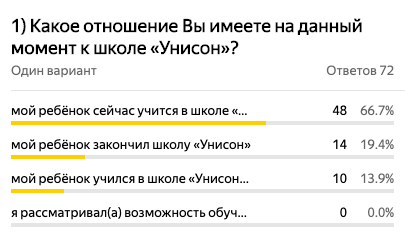 1) Какое отношение Вы имеете на данный
момент к школе «Унисон»?
Один вариант Ответов 72
мой ребёнок сейчас учится в школе «... 48 66.7%
мой ребёнок закончил школу «Унисон» 14 19.4%
мой ребёнок учился в школе «Унисон... 10 13.9%
я рассматривал(а) возможность обуч... 0 0.0%